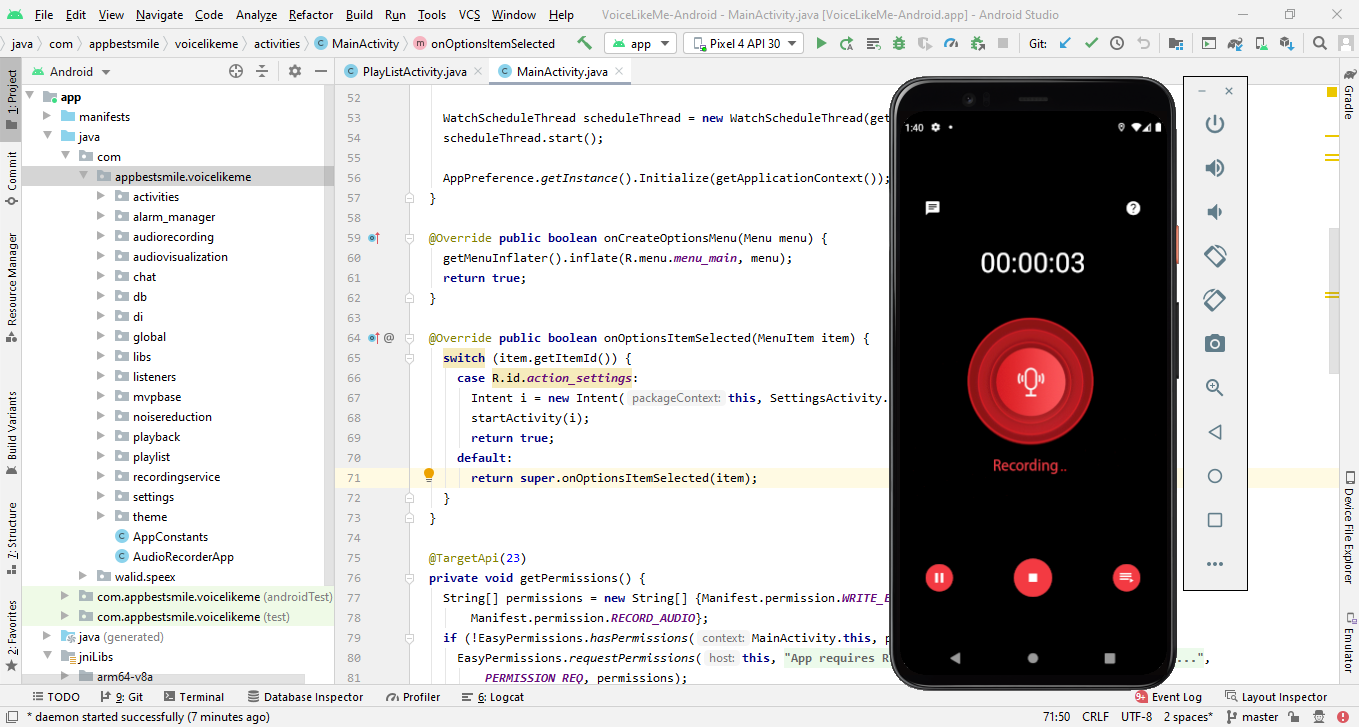 File Edit View Navigate Code Analyze Refactor Build Run Tools VCS Window Help VoiceLikeMe-Android - MainActivity.java [VoiceLikeMe-Android.app] - Android Studio
java com appbestsmile voicelikeme activities MainActivity onOptionsItemSelected app Pixel 4 API 30 Git:
Android
PlayListActivity.java
MainActivity.java
1: Project
Commit
Resource Manager
Build Variants
7: Structure
2: Favorites
app
manifests
java
com
appbestsmile.voicelikeme
activities
alarm_manager
audiorecording
audiovisualization
chat
db
di
global
libs
listeners
mvpbase
noisereduction
playback
playlist
recordingservice
settings
theme
AppConstants
AudioRecorderApp
walid.speex
com.appbestsmile.voicelikeme (androidTest)
com.appbestsmile.voicelikeme (test)
java (generated)
jniLibs
arm64-v8a
52
53 WatchScheduleThread scheduleThread = new WatchScheduleThread(get
54 scheduleThread.start();
55
56 AppPreference.getInstance().Initialize(getApplicationContext());
57 }
58
59 @Override public boolean onCreateOptionsMenu(Menu menu) {
60 getMenuInflater().inflate(R.menu.menu_main, menu);
61 return true;
62 }
63
64 @ @Override public boolean onOptionsItemSelected(MenuItem item) {
65 switch (item.getItemId()) {
66 case R.id.action_settings:
67 Intent i = new Intent( packageContext: this, SettingsActivity.
68 startActivity(i);
69 return true;
70 default:
71 return super.onOptionsItemSelected(item);
72 }
73 }
74
75 @TargetApi(23)
76 private void getPermissions() {
77 String[] permissions = new String[] {Manifest.permission.WRITE_E
78 Manifest.permission.RECORD_AUDIO};
79 if (!EasyPermissions.hasPermissions( context: MainActivity.this, p
80 EasyPermissions.requestPermissions( host: this, "App requires R ...",
81 PERMISSION_REQ, permissions);
1:40
00:00:03
Recording..
Gradle
Device File Explorer
Emulator
TODO 9: Git Terminal Database Inspector Profiler 6: Logcat 9+ Event Log Layout Inspector
* daemon started successfully (7 minutes ago) 71:50 CRLF UTF-8 2 spaces* master